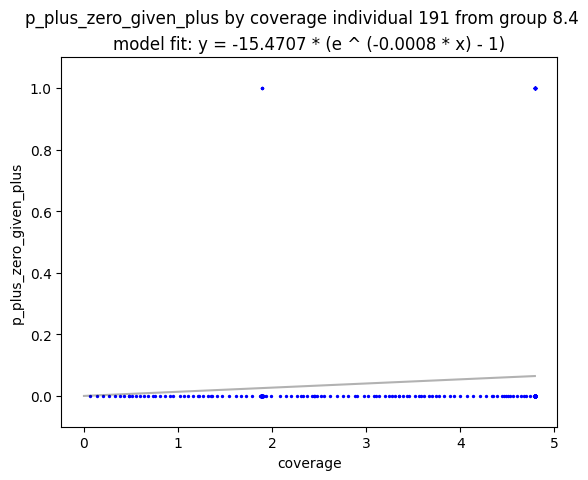 p_plus_zero_given_plus by coverage individual 191 from group 8.4
model fit: y = -15.4707 * (e ^ (-0.0008 * x) - 1)
1.0
0.8
0.6
0.4
0.2
0.0
p_plus_zero_given_plus
0 1 2 3 4 5
coverage